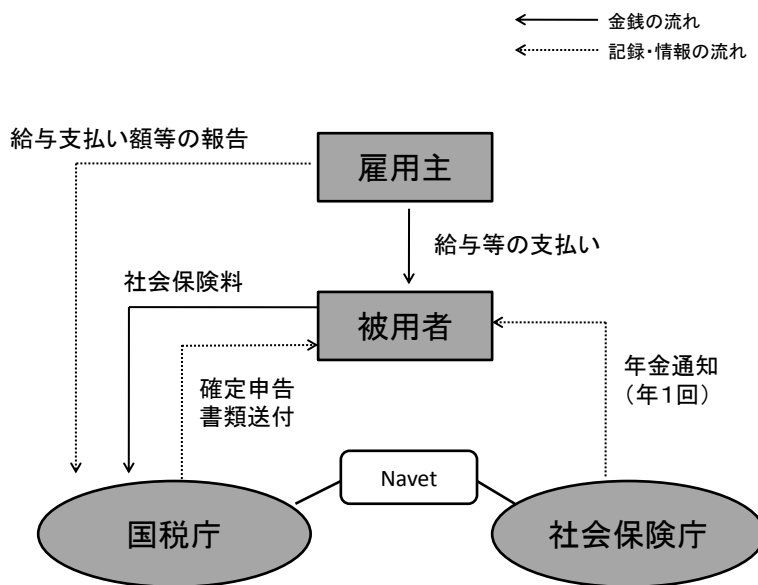 金銭の流れ
記録・情報の流れ
給与支払い額等の報告
雇用主
給与等の支払い
社会保険料
被用者
確定申告
書類送付
年金通知
（年１回）
Navet
国税庁
社会保険庁